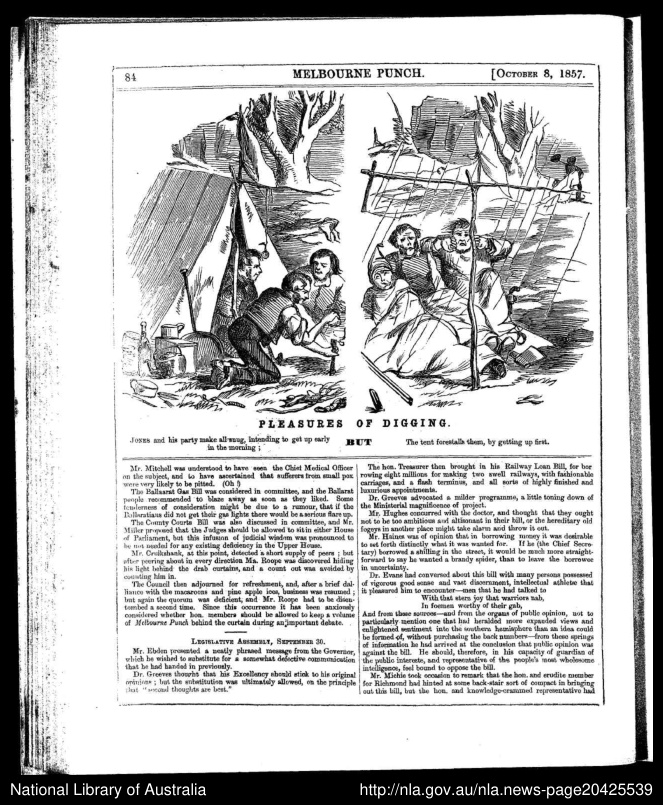 84
MELBOURNE PUNCH.
[OCTOBER 8, 1857.
PLEASURES OF DIGGING.
JONES and his party make all snug, intending to get up early
in the morning;
BUT
The tent forestalls them, by getting up first.
Mr. Mitchell was understood to have seen the Chief Medical Officer
on the subject, and to have ascertained that sufferers from small pox
were very likely to be pitted. (Oh!)
The Ballaarat Gas Bill was considered in committee, and the Ballarat
people recommended to blaze away as soon as they liked. Some
tenderness of consideration might be due to a rumour, that if the
Ballaratians did not get their gas lights there would be a serious flare up.
The County Courts Bill was also discussed in committee, and Mr.
Miller proposed that the Judges should be allowed to sit in either House
of Parliament, but this infusion of judicial wisdom was pronounced to
be not needed for any existing deficiency in the Upper House.
Mr. Cruikshank, at this point, detected a short supply of peers; but
after peering about in every direction Mr. Roope was discovered hiding
his light behind the drab curtains, and a count out was avoided by
counting him in.
The Council then adjourned for refreshment, and, after a brief dal-
liance with the macaroons and pine apple ices, business was resumed;
but again the quorum was deficient, and Mr. Roope had to be disen-
tombed a second time. Since this occurrence it has been anxiously
considered whether hon. members should be allowed to keep a volume
of Melbourne Punch behind the curtain during an important debate.
LEGISLATIVE ASSEMBLY, SEPTEMBER 30.
Mr. Ebden presented a neatly phrased message from the Governor,
which he wished to substitute for a somewhat defective communication
that he had handed in previously.
Dr. Greeves thought that his Excellency should stick to his original
opinions; but the substitution was ultimately allowed, on the principle
that "second thoughts are best."
The hon. Treasurer then brought in his Railway Loan Bill, for bor
rowing eight millions for making two swell railways, with fashionable
carriages, and a flash terminus, and all sorts of highly finished and
luxurious appointments.
Dr. Greeves advocated a milder programme, a little toning down of
the Ministerial magnificence of project.
Mr. Hughes concurred with the doctor, and thought that they ought
not to be too ambitious and altisonant in their bill, or the hereditary old
fogeys in another place might take alarm and throw it out.
Mr. Haines was of opinion that in borrowing money it was desirable
to set forth distinctly what it was wanted for. If he (the Chief Secre-
tary) borrowed a shilling in the street, it would be much more straight-
forward to say he wanted a brandy spider, than to leave the borrower
in uncertainty.
Dr. Evans had conversed about this bill with many persons possessed
of vigorous good sense and vast discernment, intellectual athletes that
it pleased him to encounter—men that he had talked to
With that stern joy that warriors nab,
In foemen worthy of their gab,
And from these sources—and from the organs of public opinion, not to
particularly mention one that had heralded more expanded views and
enlightened sentiment into the southern hemisphere than an idea could
be formed of, without purchasing the back numbers—from these springs
of information he had arrived at the conclusion that public opinion was
against the bill. He should, therefore, in his capacity of guardian of
the public interests, and representative of the people's most wholesome
intelligence, feel bound to oppose the bill.
Mr. Michie took occasion to remark that the hon. and erudite member
for Richmond had hinted at some back-stair sort of compact in bringing
out this bill, but the hon. and knowledge-crammed representative had
National Library of Australia
http://nla.gov.au/nla.news-page20425539